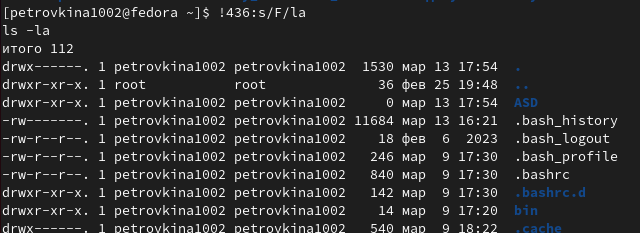 [petrovkina1002@fedora ~]$ !436:s/F/la
ls -la
итого 112
drwx------. 1 petrovkina1002 petrovkina1002 1530 мар 13 17:54 .
drwxr-xr-x. 1 root root 36 фев 25 19:48 ..
drwxr-xr-x. 1 petrovkina1002 petrovkina1002 0 мар 13 17:54 ASD
-rw-------. 1 petrovkina1002 petrovkina1002 11684 мар 13 16:21 .bash_history
-rw-r--r--. 1 petrovkina1002 petrovkina1002 18 фев 6 2023 .bash_logout
-rw-r--r--. 1 petrovkina1002 petrovkina1002 246 мар 9 17:30 .bash_profile
-rw-r--r--. 1 petrovkina1002 petrovkina1002 840 мар 9 17:30 .bashrc
drwxr-xr-x. 1 petrovkina1002 petrovkina1002 142 мар 9 17:30 .bashrc.d
drwxr-xr-x. 1 petrovkina1002 petrovkina1002 14 мар 9 17:20 bin
drwx------. 1 petrovkina1002 petrovkina1002 540 мар 9 18:22 .cache